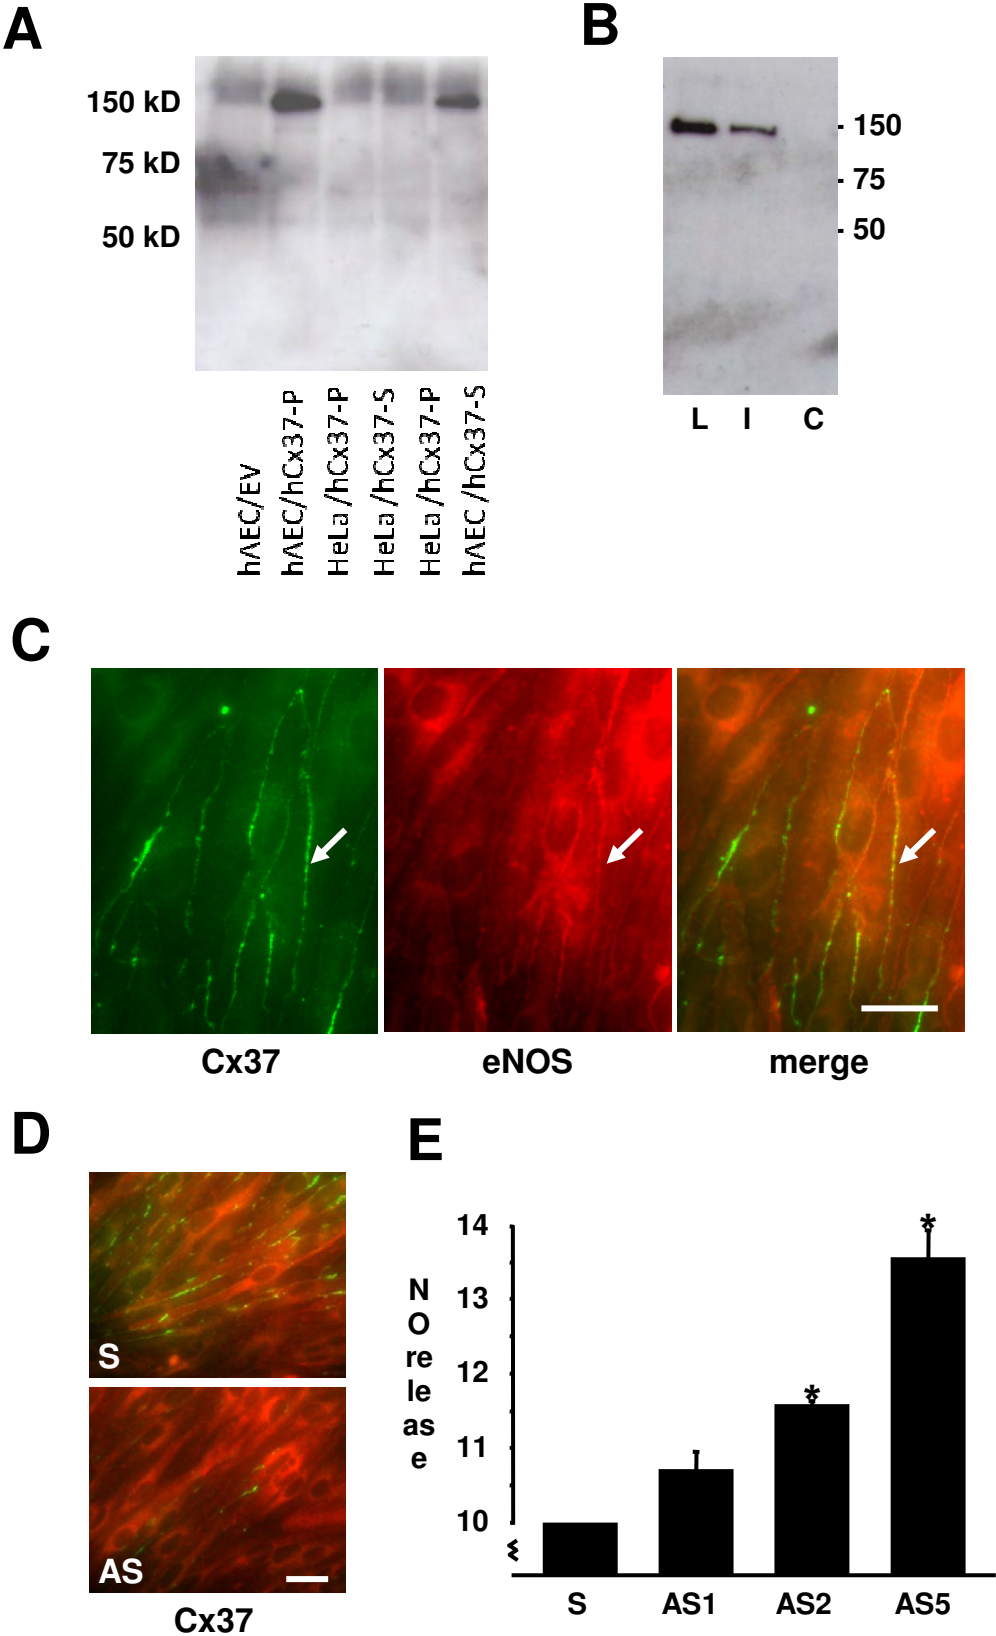 A
150 kD
75 kD
50 kD
hAEC/EV
hAEC/hCx37-P
HeLa/hCx37-P
HeLa/hCx37-S
HeLa/hCx37-P
hAEC/hCx37-S
B
- 150
- 75
- 50
L I C
C
Cx37 eNOS merge
D
S
AS
Cx37
E
N
O
re
le
as
e
14
13
12
11
10
*
*
S AS1 AS2 AS5